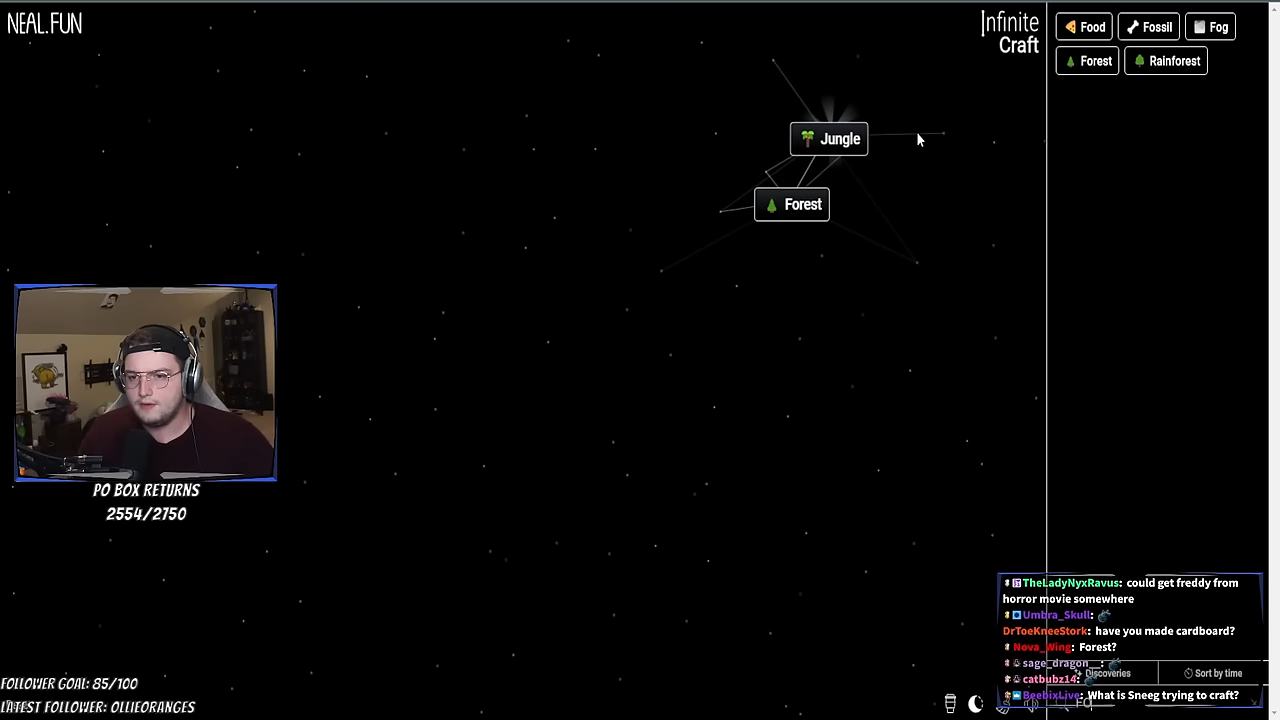 NEAL.FUN
Infinite
Craft
Food
Fossil
Fog
Forest
Rainforest
Jungle
Forest
PO BOX RETURNS
2554/2750
TheLadyNyxRavus: could get freddy from
horror movie somewhere
Umbra_Skull:
DrToeKneeStork: have you made cardboard?
Nova_Wing: Forest?
sage_dragon__:
catbubz14:
BeebixLive: What is Sneeg trying to craft?
Discoveries
Sort by time
FO
FOLLOWER GOAL: 85/100
LATEST FOLLOWER: OLLIEORANGES